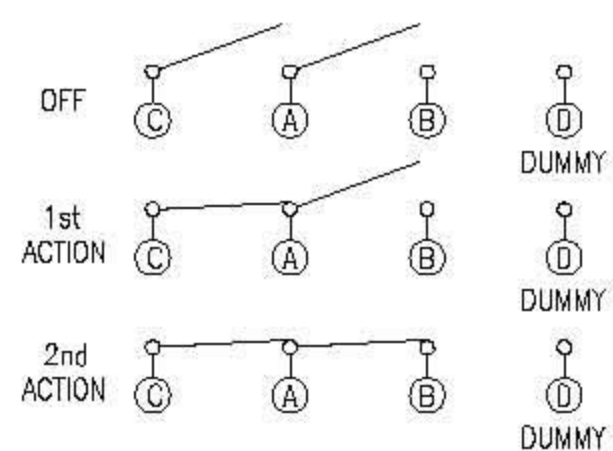 OFF
C A B D
DUMMY
1st
ACTION
C A B D
DUMMY
2nd
ACTION
C A B D
DUMMY